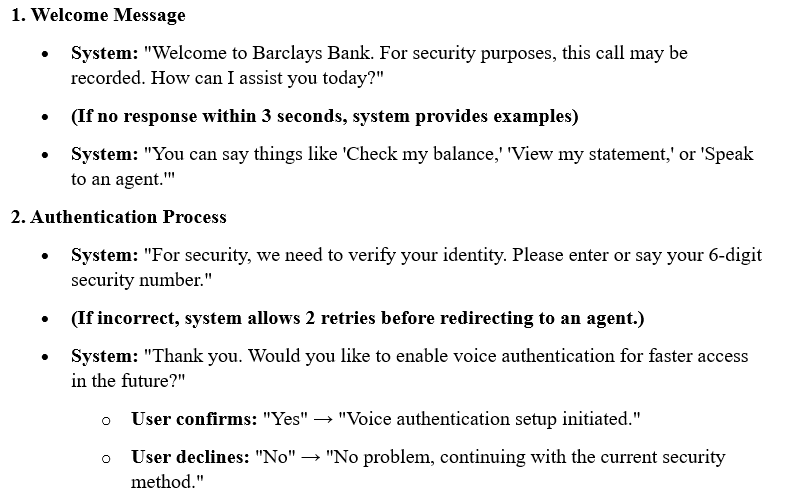 1. Welcome Message
• System: "Welcome to Barclays Bank. For security purposes, this call may be
recorded. How can I assist you today?"
• (If no response within 3 seconds, system provides examples)
• System: "You can say things like 'Check my balance,' 'View my statement,' or 'Speak
to an agent.'"
2. Authentication Process
• System: "For security, we need to verify your identity. Please enter or say your 6-digit
security number."
• (If incorrect, system allows 2 retries before redirecting to an agent.)
• System: "Thank you. Would you like to enable voice authentication for faster access
in the future?"
o User confirms: "Yes" → "Voice authentication setup initiated."
o User declines: "No" → "No problem, continuing with the current security
method."